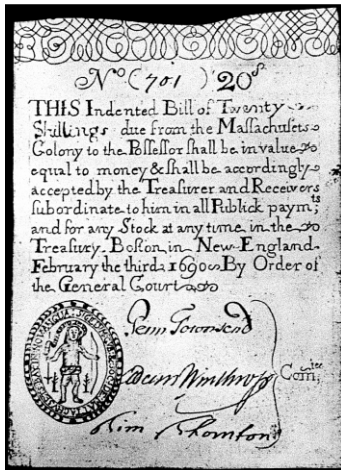 No (701) 20s
THIS Indented Bill of Twenty
Shillings due from the Massachusets
Colony to the Possessor shall be in value
equal to money & shall be accordingly
accepted by the Treasurer and Receivers
subordinate to him in all Publick paymts
and for any Stock at any time in the
Treasury. Boston in New-England
February the third 1690 By Order of
the General Court
Penn Townsend
Adam Winthrop Comtee
Tim Thornton